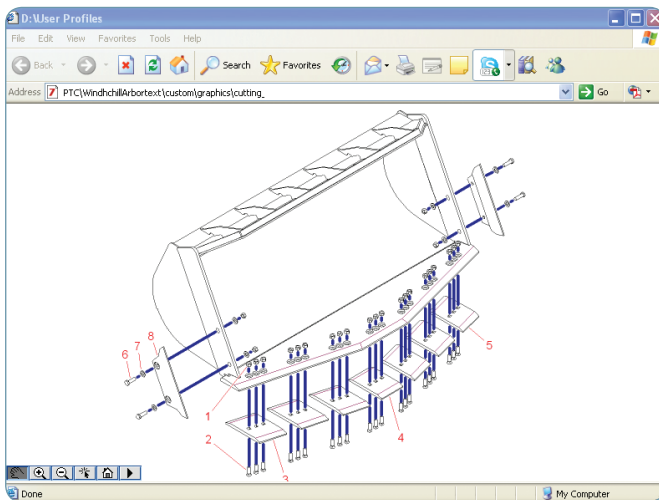 D:\User Profiles
File Edit View Favorites Tools Help
Back Search Favorites
Address PTC\WindhchillArbortext\custom\graphics\cutting_ Go
8
7
6
5
1
4
2
3
Done My Computer